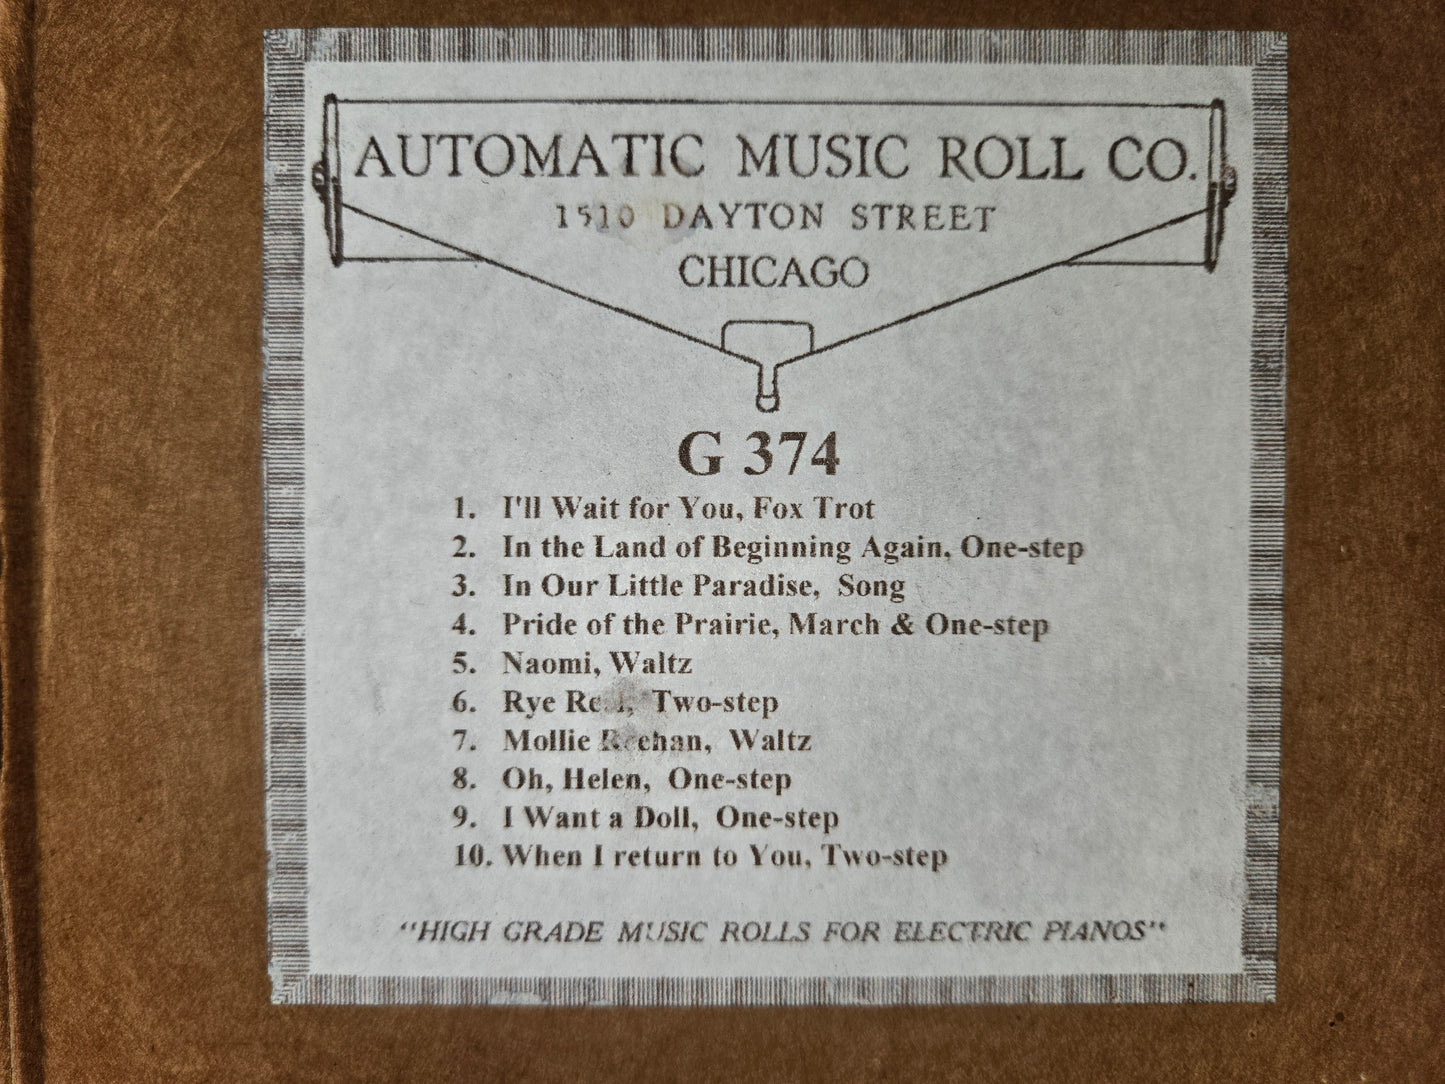 AUTOMATIC MUSIC ROLL CO.
1510 DAYTON STREET
CHICAGO
G 374
1. I'll Wait for You, Fox Trot
2. In the Land of Beginning Again, One-step
3. In Our Little Paradise, Song
4. Pride of the Prairie, March & One-step
5. Naomi, Waltz
6. Rye Two-step
7. Mollie Waltz
8. Oh, Helen, One-step
9. I Want a Doll, One-step
10. When I return to You, Two-step
"HIGH GRADE MUSIC ROLLS FOR ELECTRIC PIANOS"